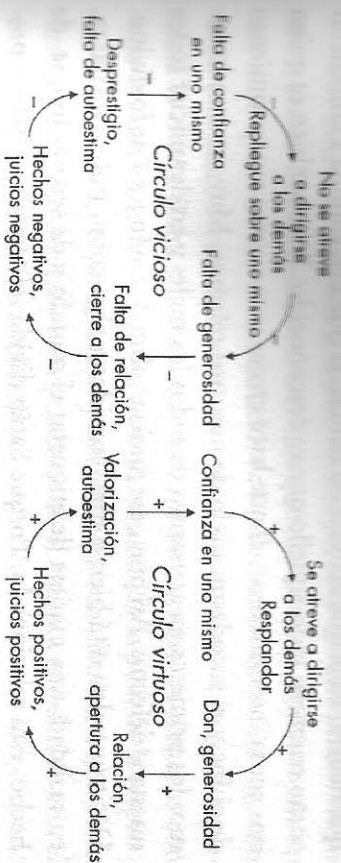 No se atreve
a dirigirse
a los demás
Repliegue sobre uno mismo
Falta de confianza
en uno mismo
Falta de generosidad
Círculo vicioso
Desprestigio,
falta de autoestima
Falta de relación,
cierre a los demás
Hechos negativos,
juicios negativos
– – – – – –
Se atreve a dirigirse
a los demás
Resplandor
Confianza en uno mismo
Don, generosidad
Círculo virtuoso
Valorización,
autoestima
Relación,
apertura a los demás
Hechos positivos,
juicios positivos
+ + + + + +